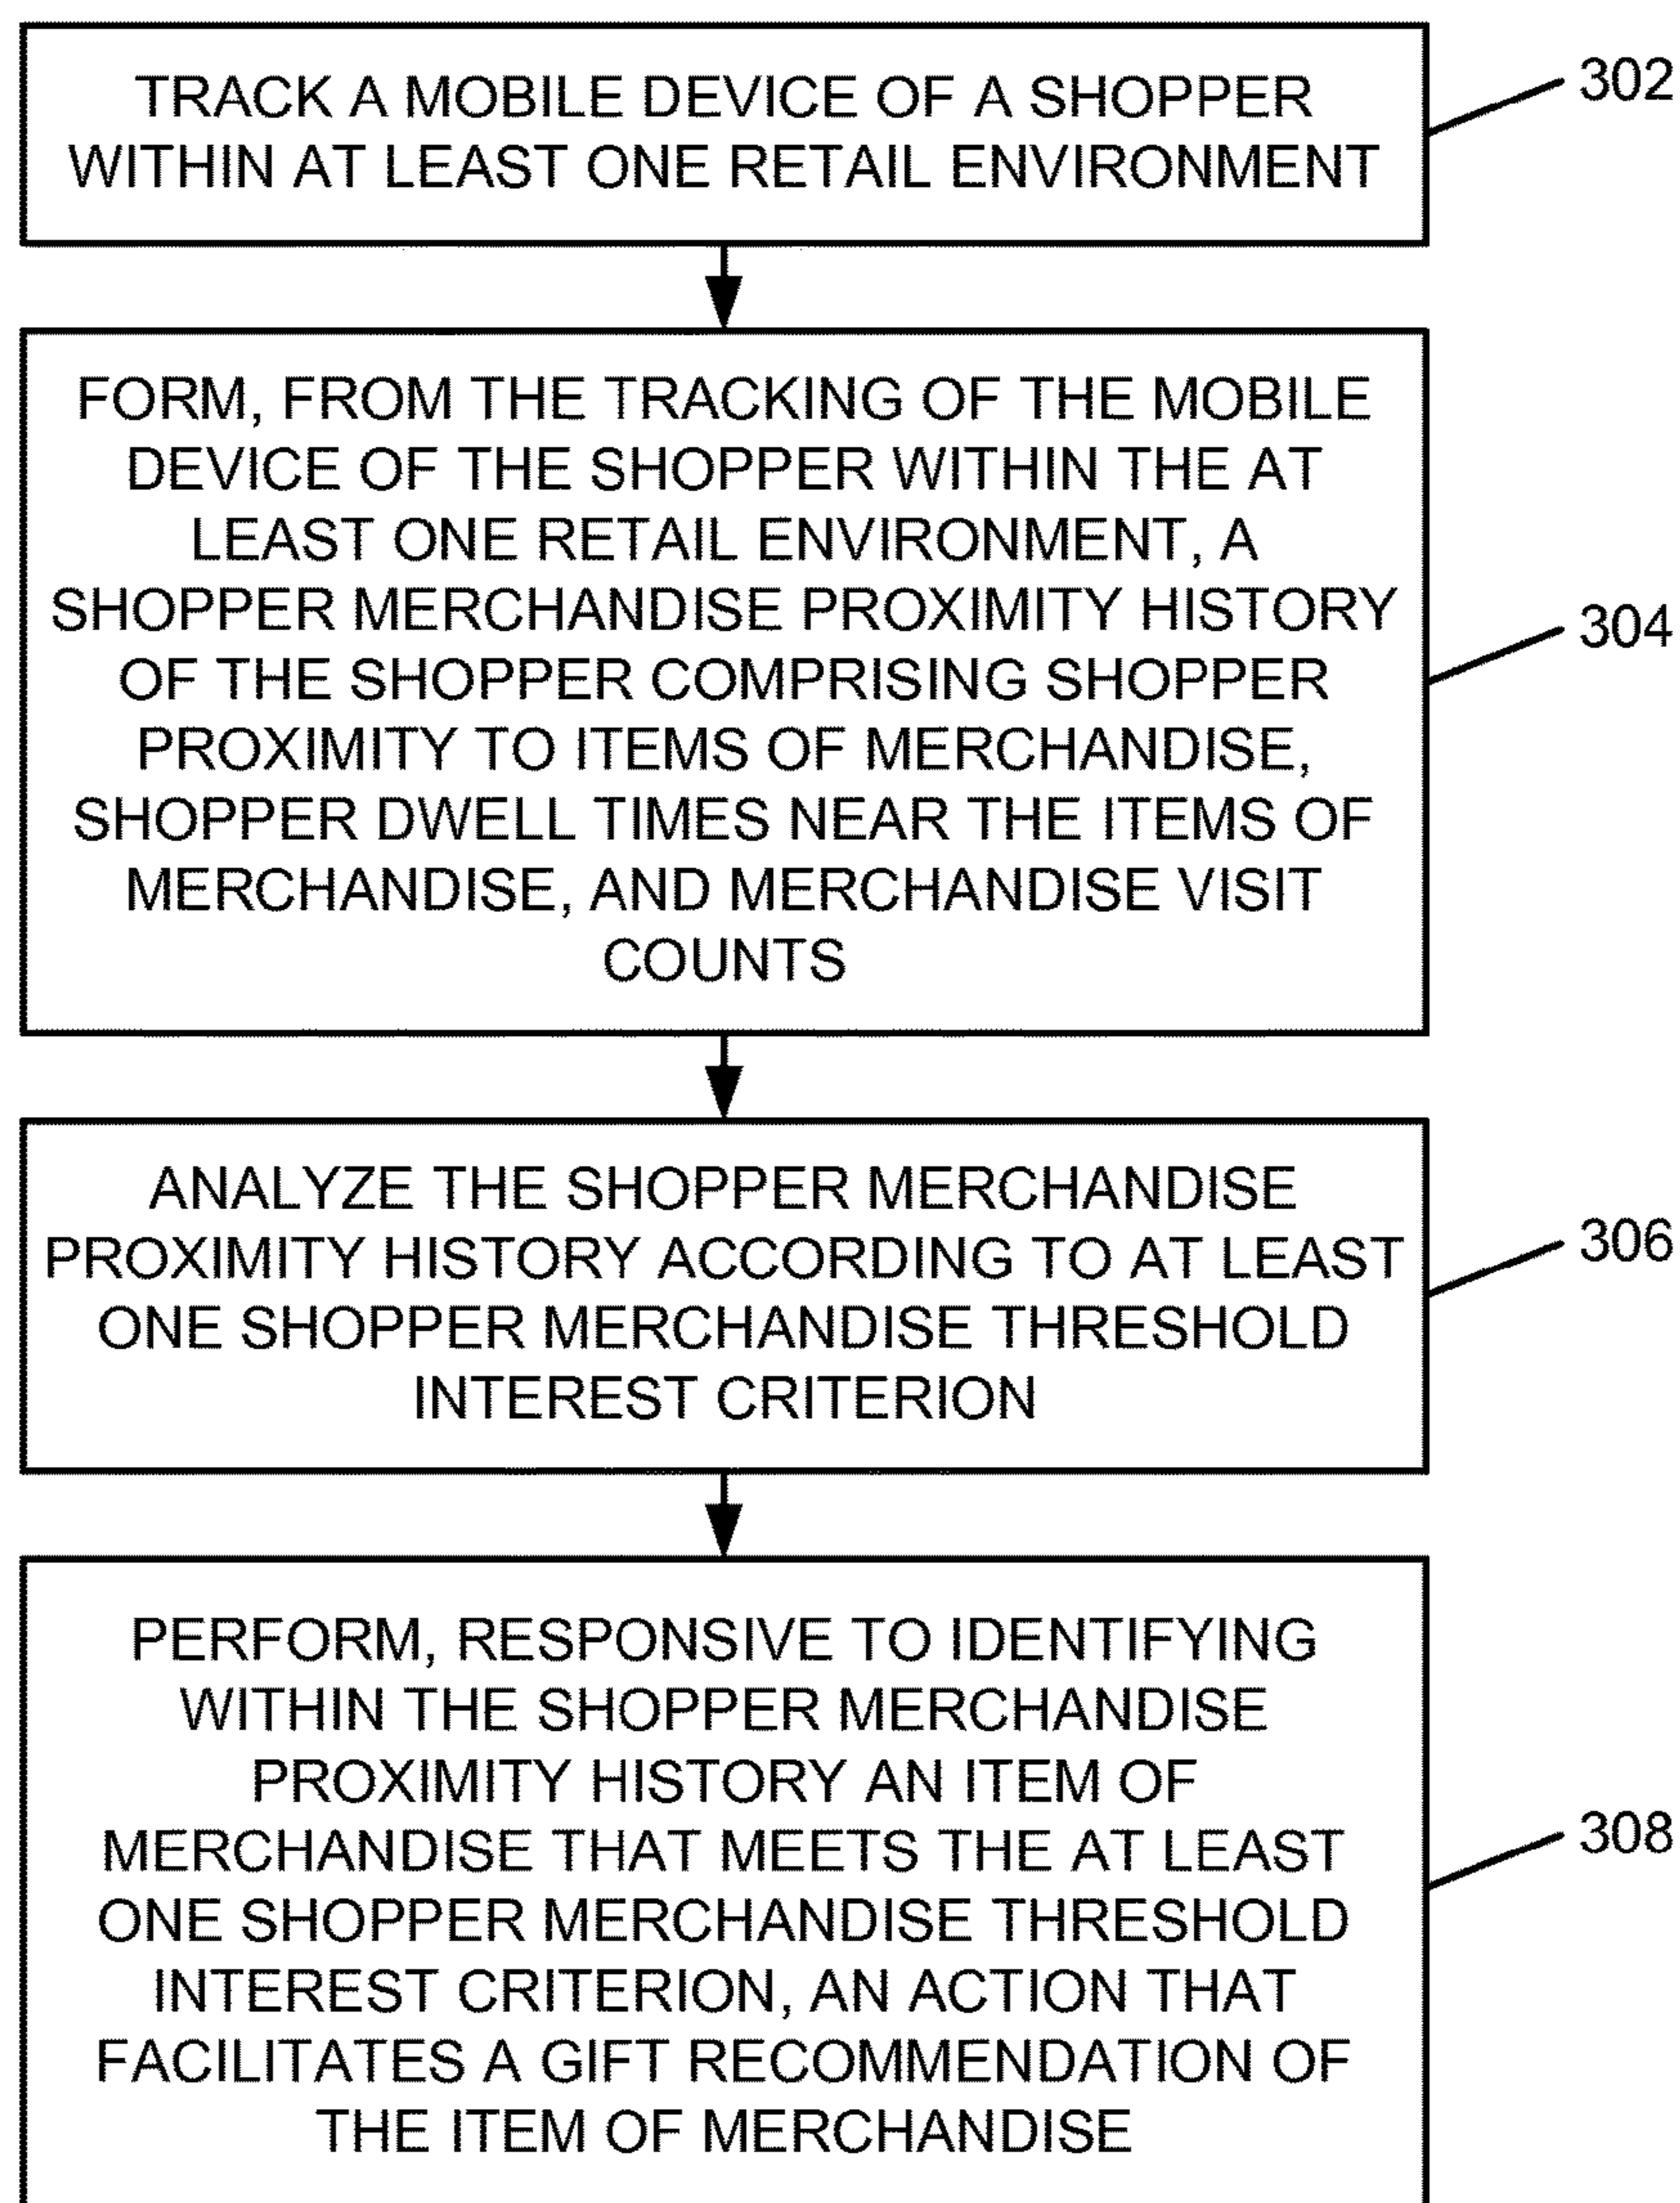 TRACK A MOBILE DEVICE OF A SHOPPER
WITHIN AT LEAST ONE RETAIL ENVIRONMENT
302
FORM, FROM THE TRACKING OF THE MOBILE
DEVICE OF THE SHOPPER WITHIN THE AT
LEAST ONE RETAIL ENVIRONMENT, A
SHOPPER MERCHANDISE PROXIMITY HISTORY
OF THE SHOPPER COMPRISING SHOPPER
PROXIMITY TO ITEMS OF MERCHANDISE,
SHOPPER DWELL TIMES NEAR THE ITEMS OF
MERCHANDISE, AND MERCHANDISE VISIT
COUNTS
304
ANALYZE THE SHOPPER MERCHANDISE
PROXIMITY HISTORY ACCORDING TO AT LEAST
ONE SHOPPER MERCHANDISE THRESHOLD
INTEREST CRITERION
306
PERFORM, RESPONSIVE TO IDENTIFYING
WITHIN THE SHOPPER MERCHANDISE
PROXIMITY HISTORY AN ITEM OF
MERCHANDISE THAT MEETS THE AT LEAST
ONE SHOPPER MERCHANDISE THRESHOLD
INTEREST CRITERION, AN ACTION THAT
FACILITATES A GIFT RECOMMENDATION OF
THE ITEM OF MERCHANDISE
308